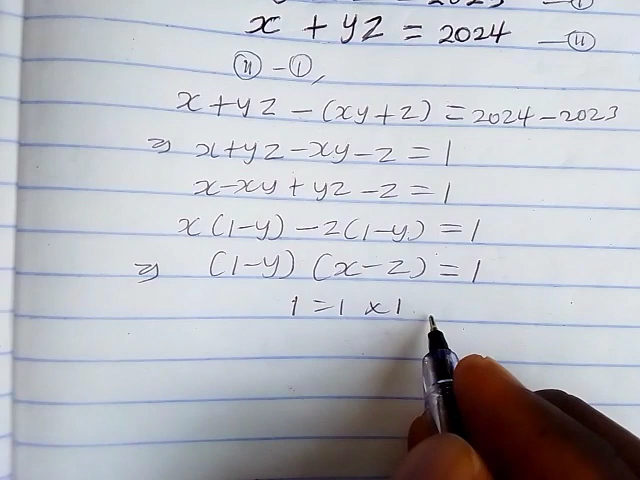 2023 —(I)
x + yz = 2024 —(II)
(II) - (I),
x + yz - (xy + z) = 2024 - 2023
⇒ x + yz - xy - z = 1
x - xy + yz - z = 1
x(1-y) - z(1-y) = 1
⇒ (1-y) (x-z) = 1
1 = 1 x 1